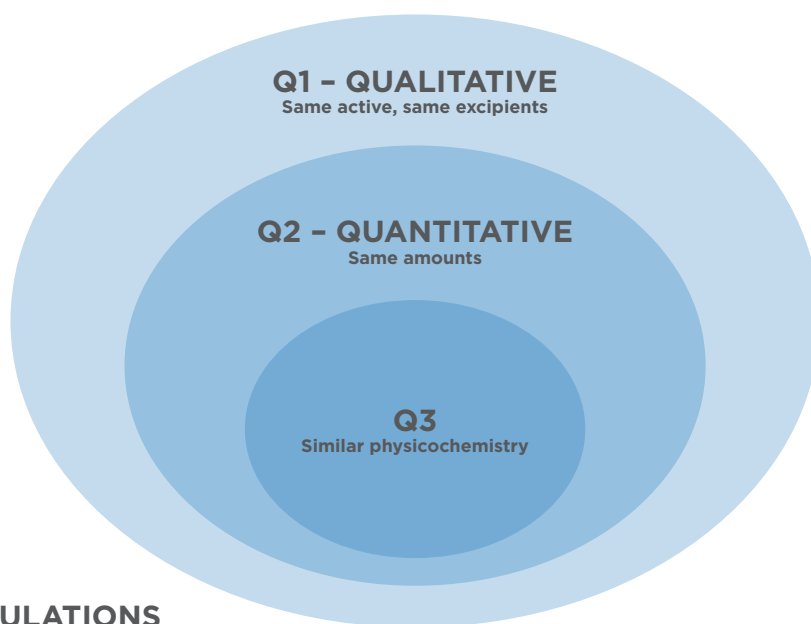 Q1 – QUALITATIVE
Same active, same excipients
Q2 – QUANTITATIVE
Same amounts
Q3
Similar physicochemistry
ULATIONS